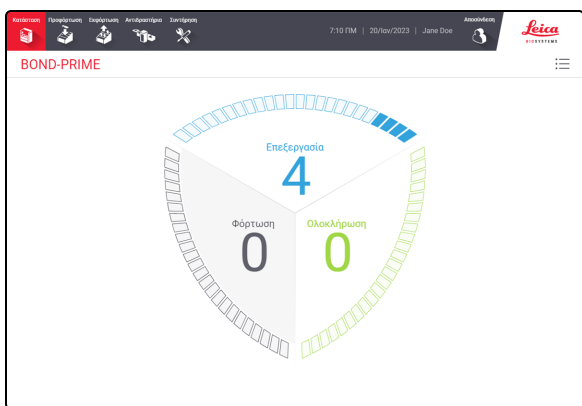 Κατάσταση Προφόρτωση Εκφόρτωση Αντιδραστήρια Συντήρηση
7:10 ΠΜ | 20/Ιαν/2023 | Jane Doe
Αποσύνδεση
Leica
BIOSYSTEMS
BOND-PRIME
Επεξεργασία
4
Φόρτωση
0
Ολοκλήρωση
0